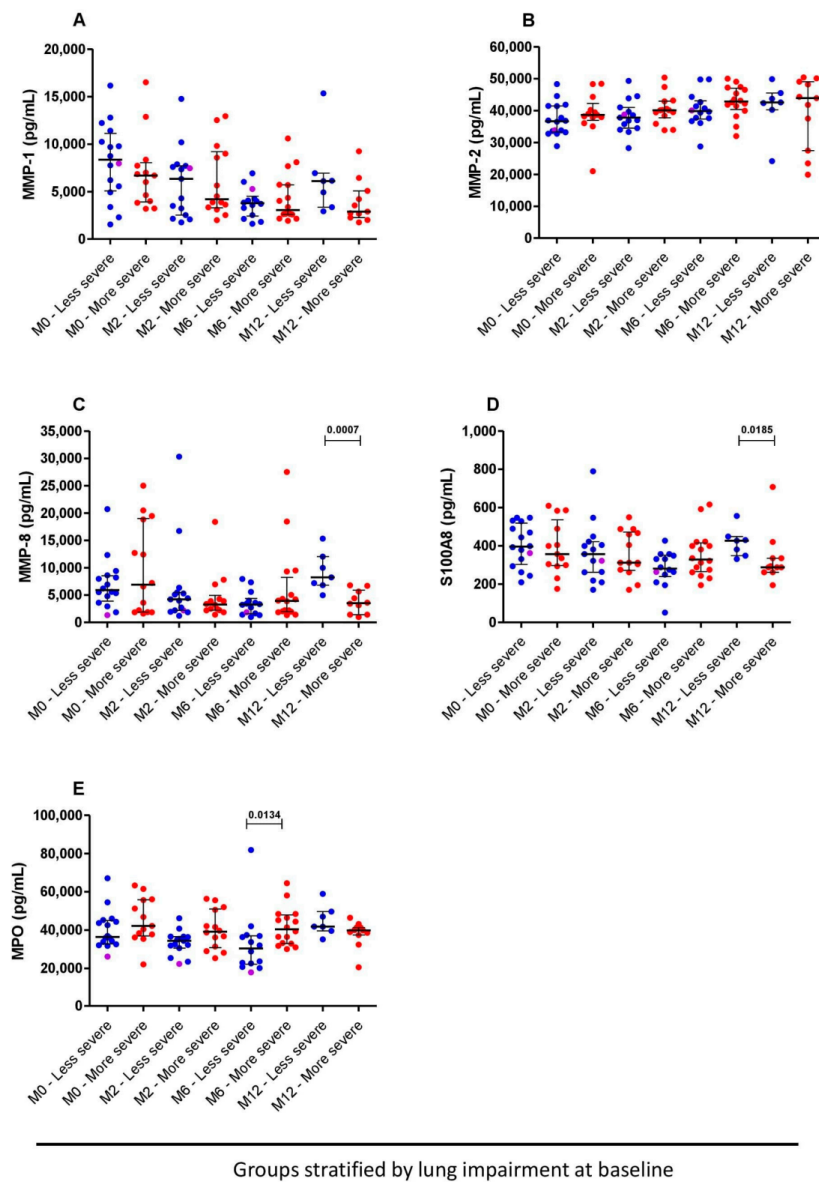 A
MMP-1 (pg/mL)
20,000
15,000
10,000
5,000
0
M0 - Less severe
M0 - More severe
M2 - Less severe
M2 - More severe
M6 - Less severe
M6 - More severe
M12 - Less severe
M12 - More severe
B
MMP-2 (pg/mL)
60,000
50,000
40,000
30,000
20,000
10,000
0
M0 - Less severe
M0 - More severe
M2 - Less severe
M2 - More severe
M6 - Less severe
M6 - More severe
M12 - Less severe
M12 - More severe
C
MMP-8 (pg/mL)
35,000
30,000
25,000
20,000
15,000
10,000
5,000
0
0.0007
M0 - Less severe
M0 - More severe
M2 - Less severe
M2 - More severe
M6 - Less severe
M6 - More severe
M12 - Less severe
M12 - More severe
D
S100A8 (pg/mL)
1,000
800
600
400
200
0
0.0185
M0 - Less severe
M0 - More severe
M2 - Less severe
M2 - More severe
M6 - Less severe
M6 - More severe
M12 - Less severe
M12 - More severe
E
MPO (pg/mL)
100,000
80,000
60,000
40,000
20,000
0
0.0134
M0 - Less severe
M0 - More severe
M2 - Less severe
M2 - More severe
M6 - Less severe
M6 - More severe
M12 - Less severe
M12 - More severe
Groups stratified by lung impairment at baseline